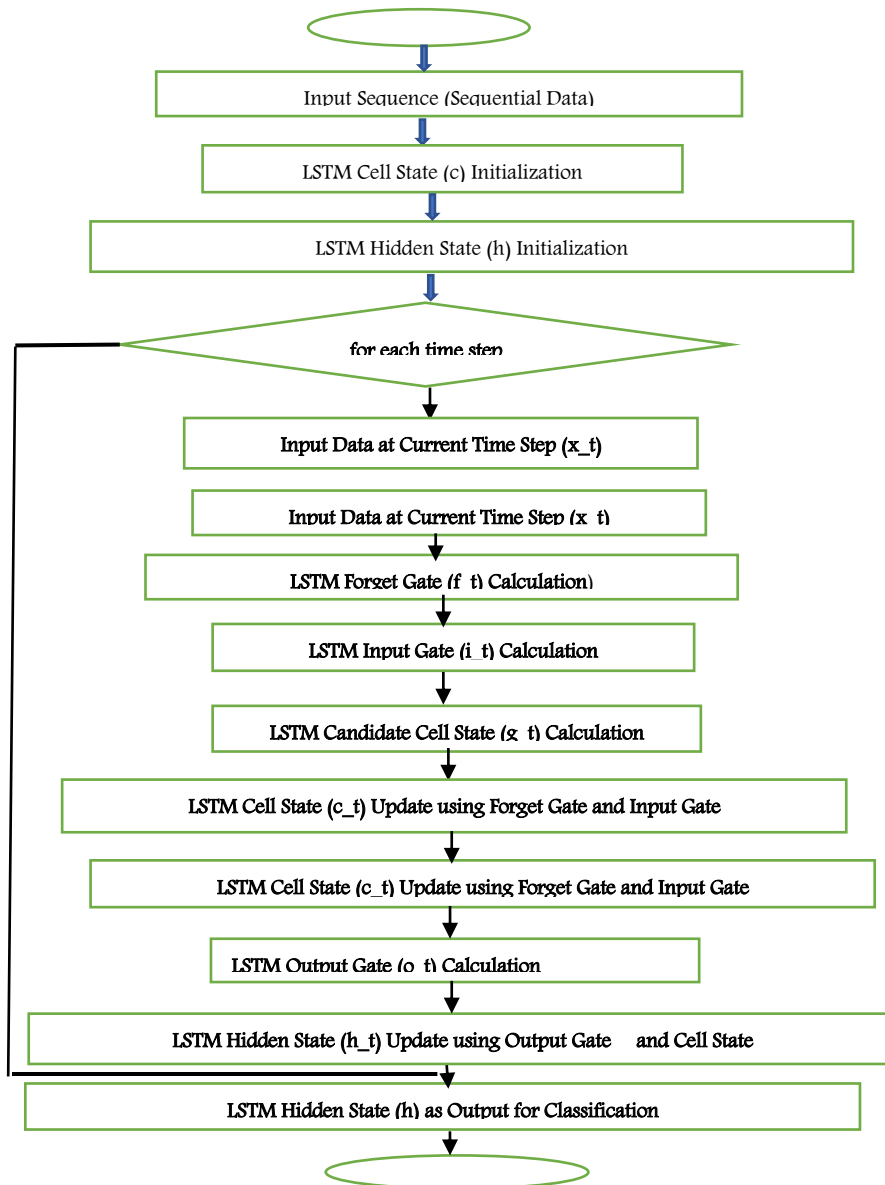 Input Sequence (Sequential Data)
LSTM Cell State (c) Initialization
LSTM Hidden State (h) Initialization
for each time step
Input Data at Current Time Step (x_t)
Input Data at Current Time Step (x_t)
LSTM Forget Gate (f_t) Calculation)
LSTM Input Gate (i_t) Calculation
LSTM Candidate Cell State (g_t) Calculation
LSTM Cell State (c_t) Update using Forget Gate and Input Gate
LSTM Cell State (c_t) Update using Forget Gate and Input Gate
LSTM Output Gate (o_t) Calculation
LSTM Hidden State (h_t) Update using Output Gate and Cell State
LSTM Hidden State (h) as Output for Classification